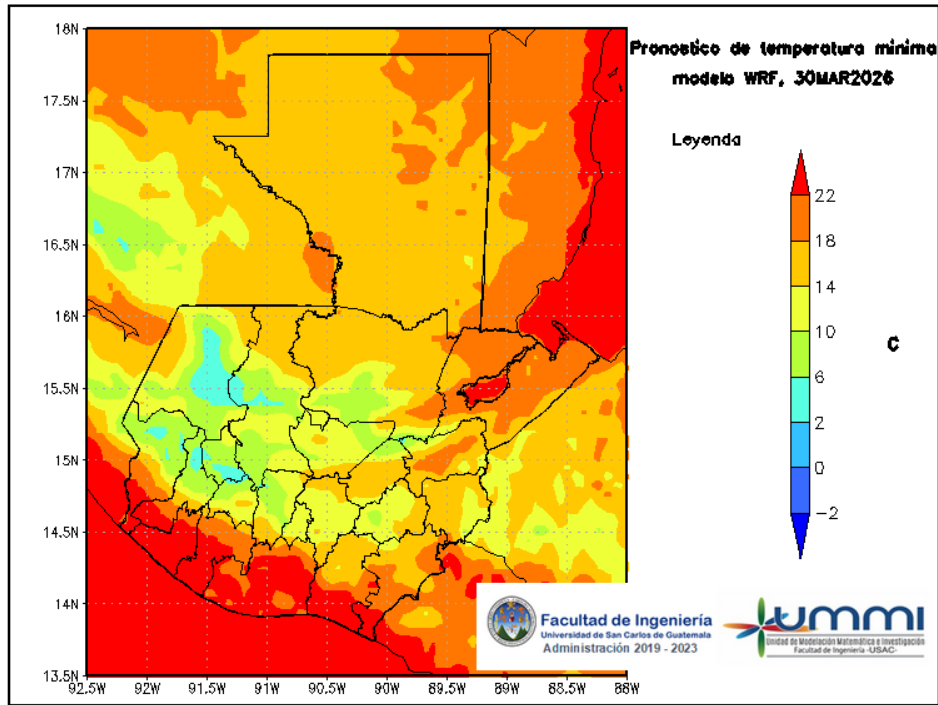 Pronostico de temperatura minima
modelo WRF, 30MAR2026
Leyenda
22
18
14
10
6
2
0
-2
C
18N
17.5N
17N
16.5N
16N
15.5N
15N
14.5N
14N
13.5N
92.5W
92W
91.5W
91W
90.5W
90W
89.5W
89W
88.5W
88W
Facultad de Ingeniería
Universidad de San Carlos de Guatemala
Administración 2019 - 2023
UMMI
Unidad de Modelación Matemática e Investigación
Facultad de Ingeniería -USAC-